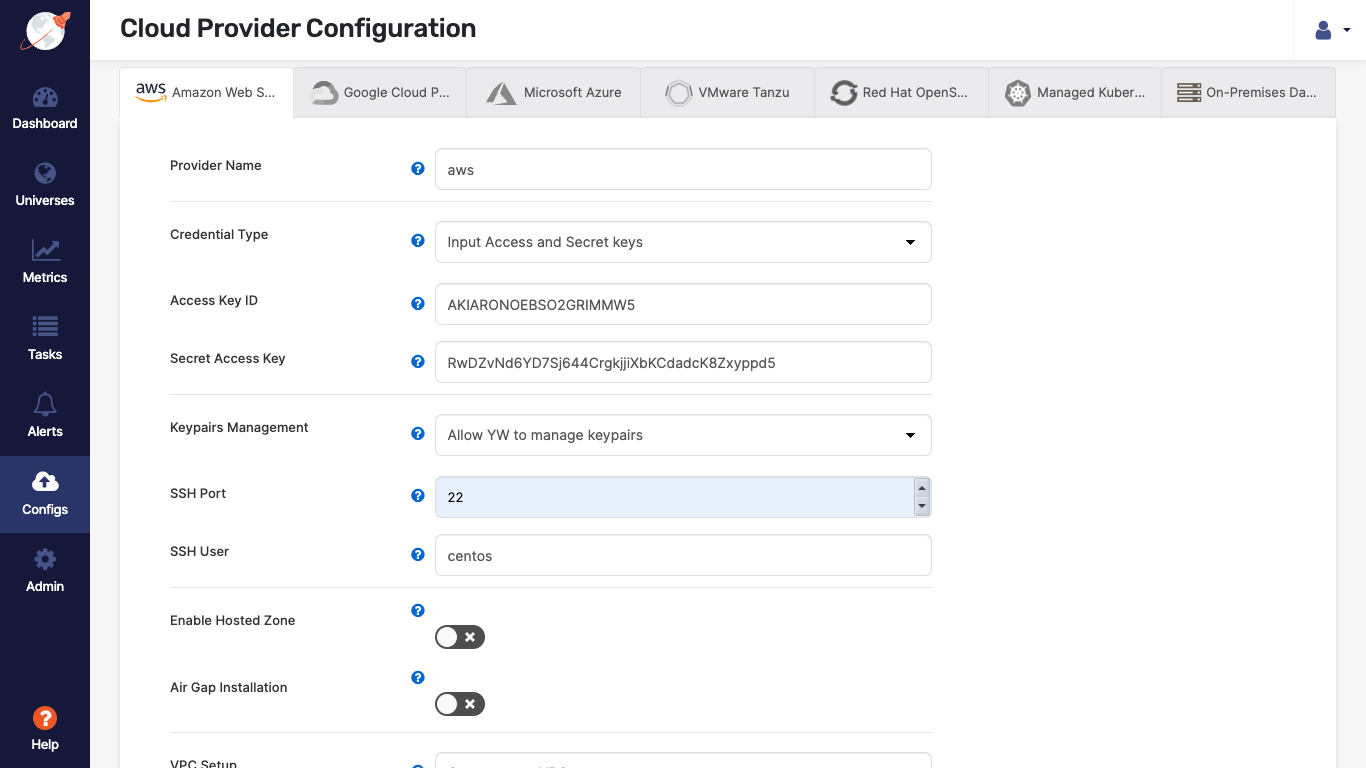 Cloud Provider Configuration
aws Amazon Web S...
Google Cloud P...
Microsoft Azure
VMware Tanzu
Red Hat OpenS...
Managed Kuber...
On-Premises Da...
Dashboard
Universes
Metrics
Tasks
Alerts
Configs
Admin
Help
Provider Name ? aws
Credential Type ? Input Access and Secret keys
Access Key ID ? AKIARONOEBSO2GRIMMW5
Secret Access Key ? 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
Keypairs Management ? Allow YW to manage keypairs
SSH Port ? 22
SSH User ? centos
Enable Hosted Zone ?
Air Gap Installation ?
VPC Setup